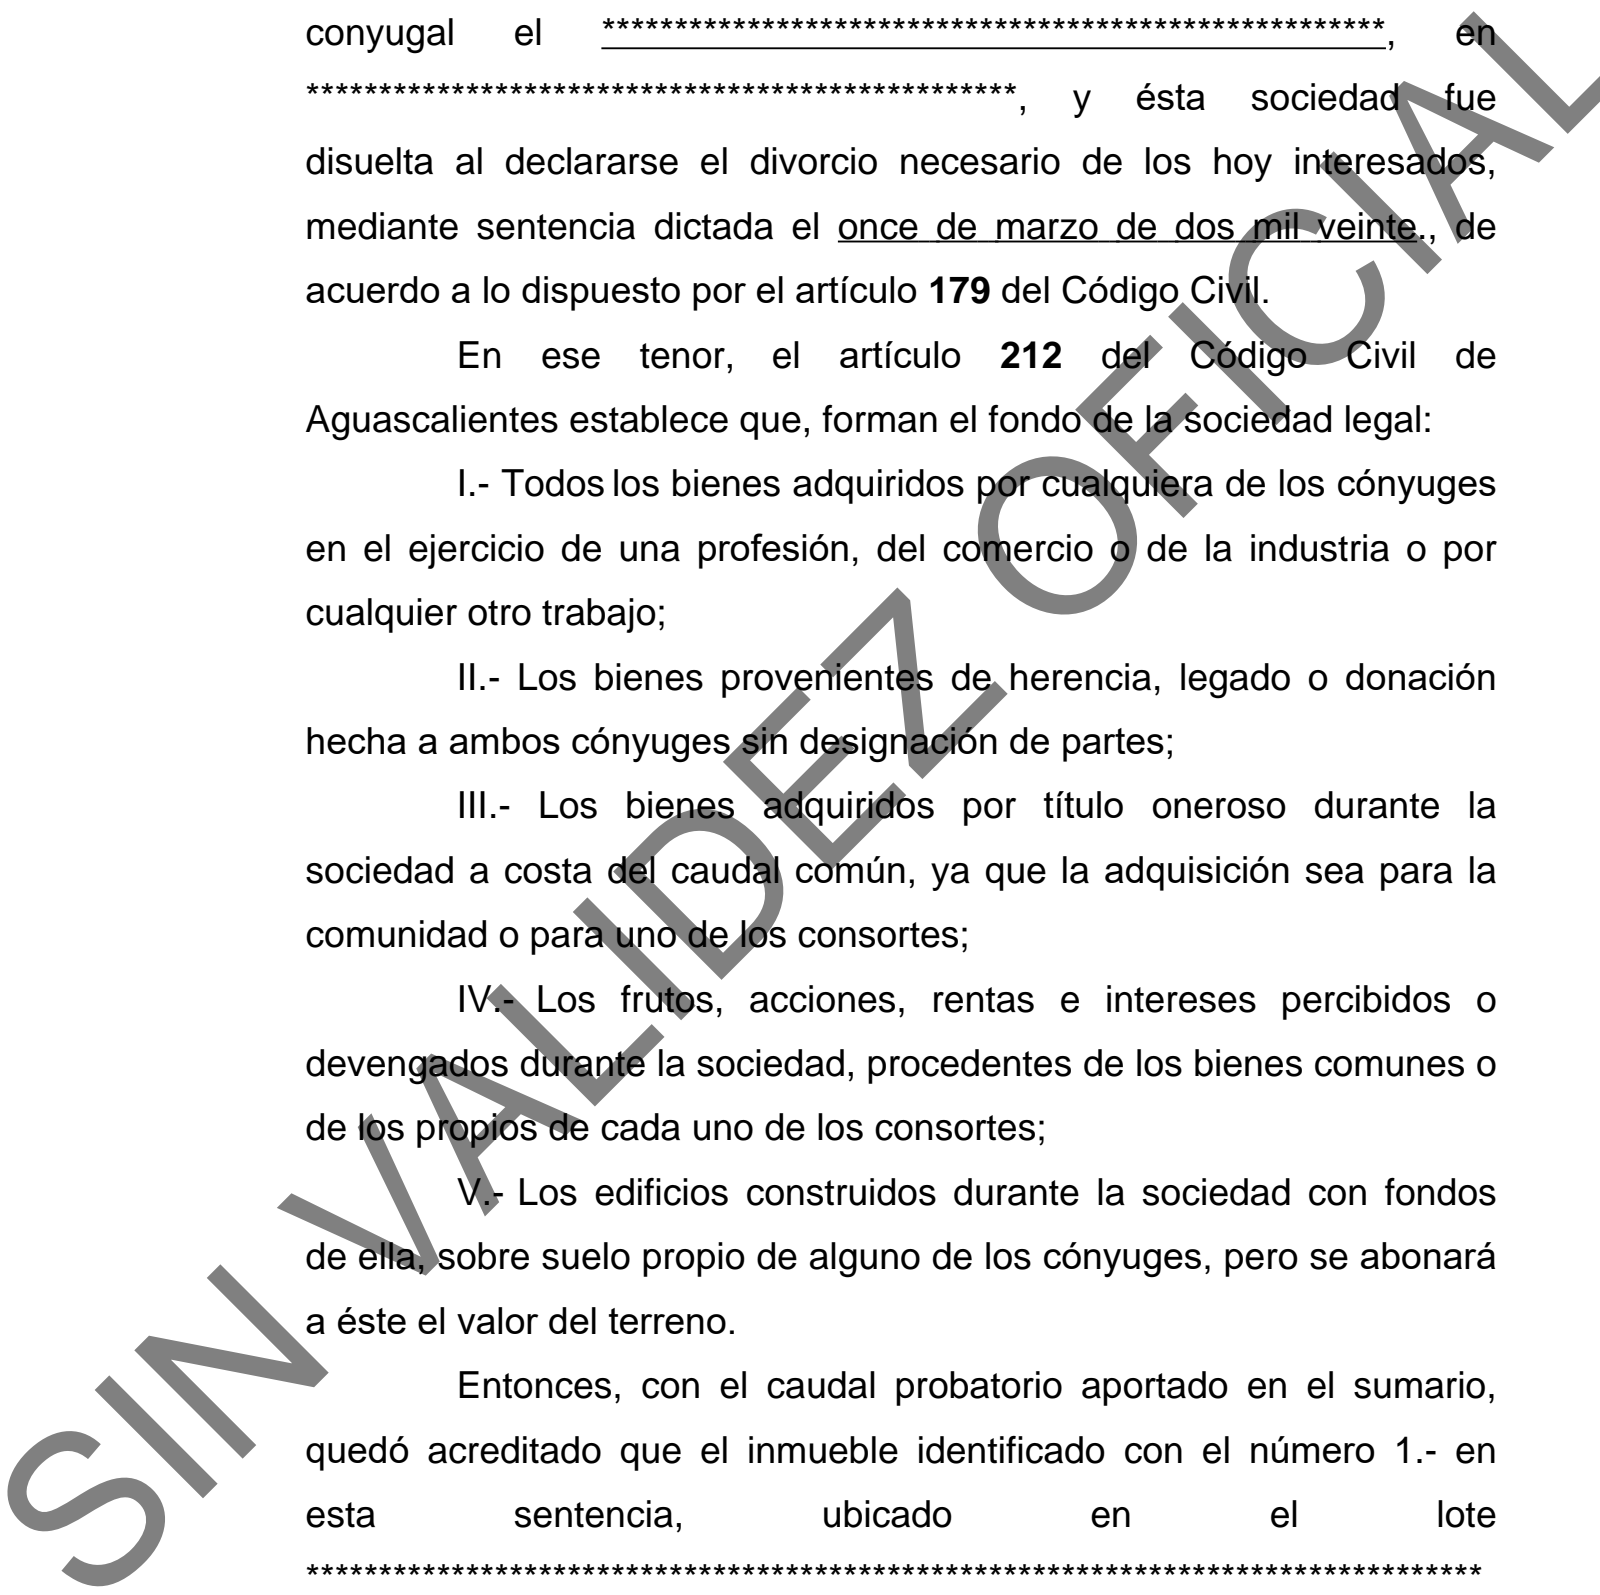 conyugal el ******************************************************, en
*************************************************, y ésta sociedad fue
disuelta al declararse el divorcio necesario de los hoy interesados,
mediante sentencia dictada el once de marzo de dos mil veinte., de
acuerdo a lo dispuesto por el artículo 179 del Código Civil.
En ese tenor, el artículo 212 del Código Civil de
Aguascalientes establece que, forman el fondo de la sociedad legal:
I.- Todos los bienes adquiridos por cualquiera de los cónyuges
en el ejercicio de una profesión, del comercio o de la industria o por
cualquier otro trabajo;
II.- Los bienes provenientes de herencia, legado o donación
hecha a ambos cónyuges sin designación de partes;
III.- Los bienes adquiridos por título oneroso durante la
sociedad a costa del caudal común, ya que la adquisición sea para la
comunidad o para uno de los consortes;
IV.- Los frutos, acciones, rentas e intereses percibidos o
devengados durante la sociedad, procedentes de los bienes comunes o
de los propios de cada uno de los consortes;
V.- Los edificios construidos durante la sociedad con fondos
de ella, sobre suelo propio de alguno de los cónyuges, pero se abonará
a éste el valor del terreno.
Entonces, con el caudal probatorio aportado en el sumario,
quedó acreditado que el inmueble identificado con el número 1.- en
esta sentencia, ubicado en el lote
*********************************************************************************
SIN VALIDEZ OFICIAL